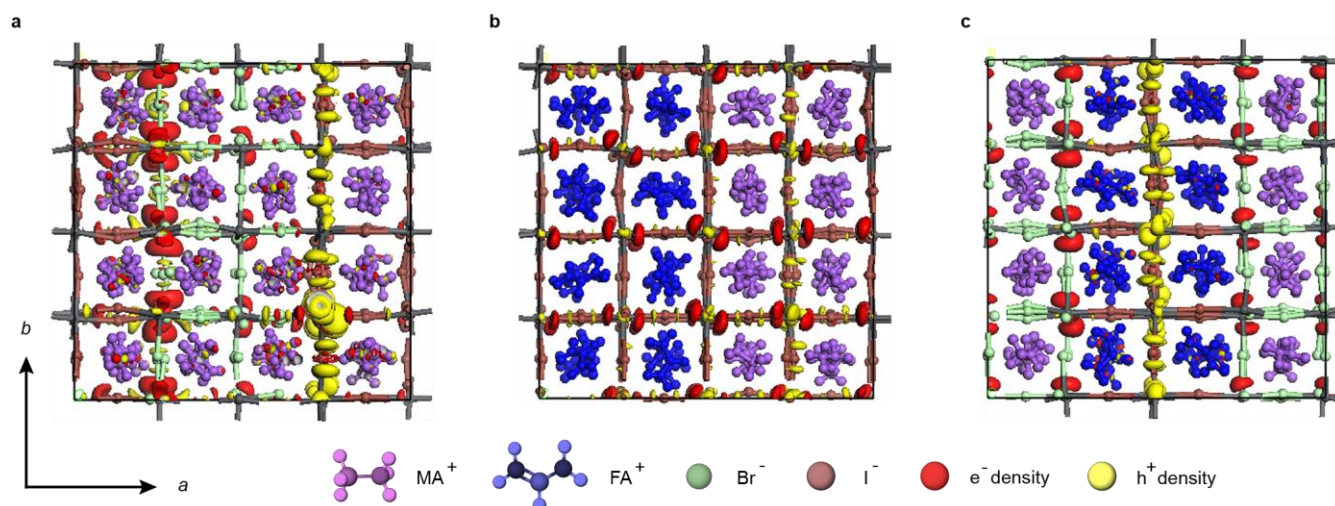 a
b
c
b
a
MA⁺
FA⁺
Br⁻
I⁻
e⁻ density
h⁺ density